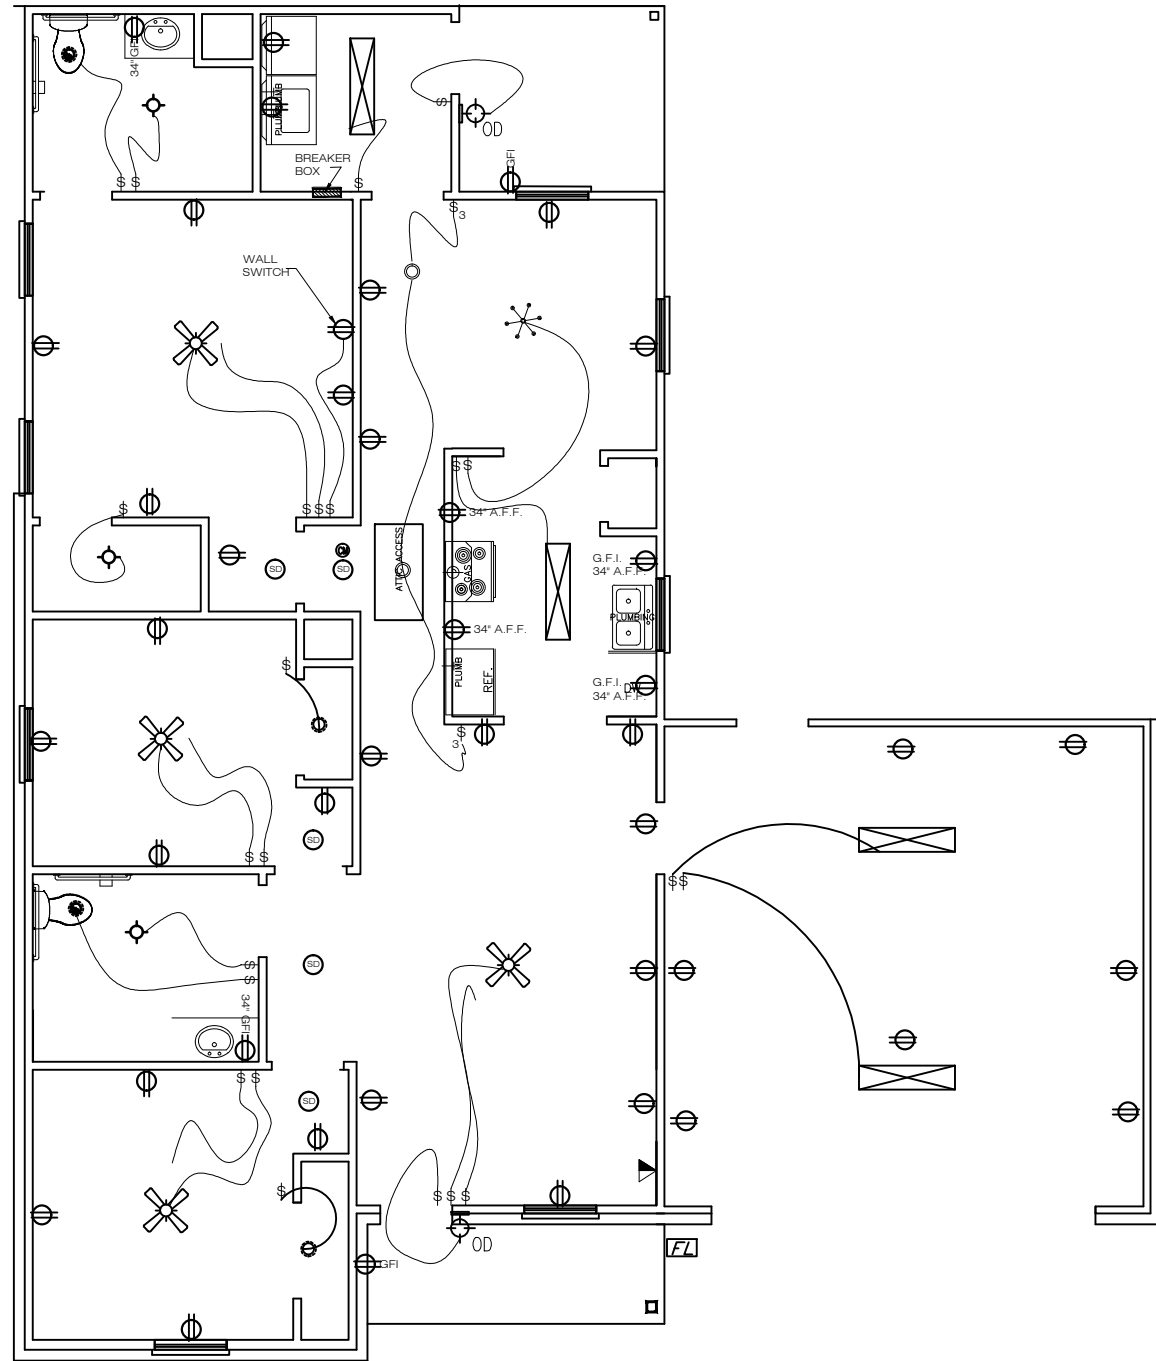 34" GFI
PLUMB
BREAKER
BOX
$
OD
GFI
$
$
$
$
3
WALL
SWITCH
$
$
$
$
$
$
34" A.F.F.
ATTIC ACCESS
GAS
G.F.I.
34" A.F.F.
CM
SD
SD
PLUMBING
34" A.F.F.
PLUMB
REF.
G.F.I.
34" A.F.F.
DW
$
$
3
SD
$
$
$
$
SD
$
$
34" GFI
$
$
SD
$
$
$
$
OD
FL
GFI